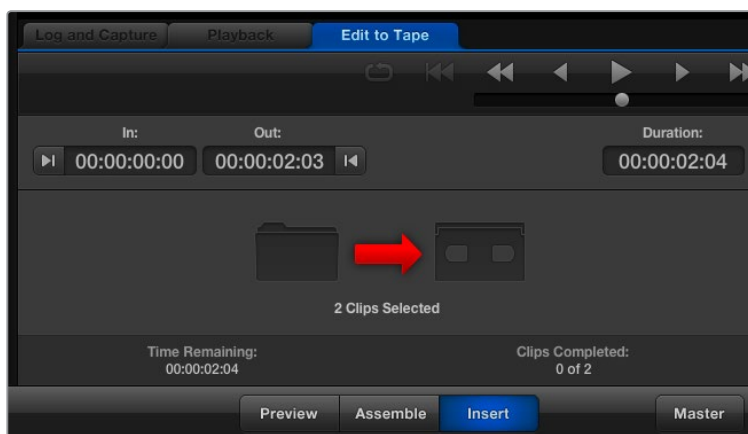 Log and Capture Playback Edit to Tape
In: Out: Duration:
00:00:00:00 00:00:02:03 00:00:02:04
2 Clips Selected
Time Remaining: Clips Completed:
00:00:02:04 0 of 2
Preview Assemble Insert Master